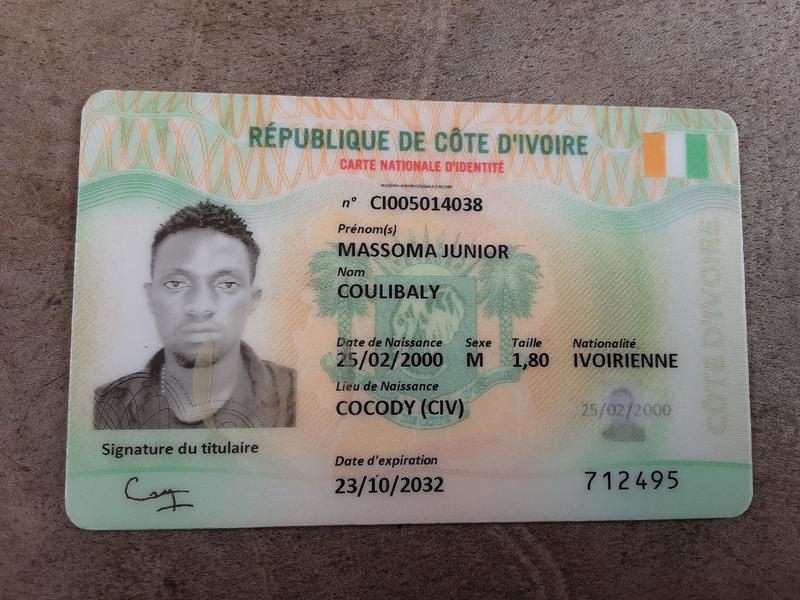 RÉPUBLIQUE DE CÔTE D'IVOIRE
CARTE NATIONALE D'IDENTITÉ
n° CI005014038
Prénom(s)
MASSOMA JUNIOR
Nom
COULIBALY
Date de Naissance Sexe Taille Nationalité
25/02/2000 M 1,80 IVOIRIENNE
Lieu de Naissance
COCODY (CIV)
25/02/2000
CÔTE D'IVOIRE
Signature du titulaire
Date d'expiration
23/10/2032
712495